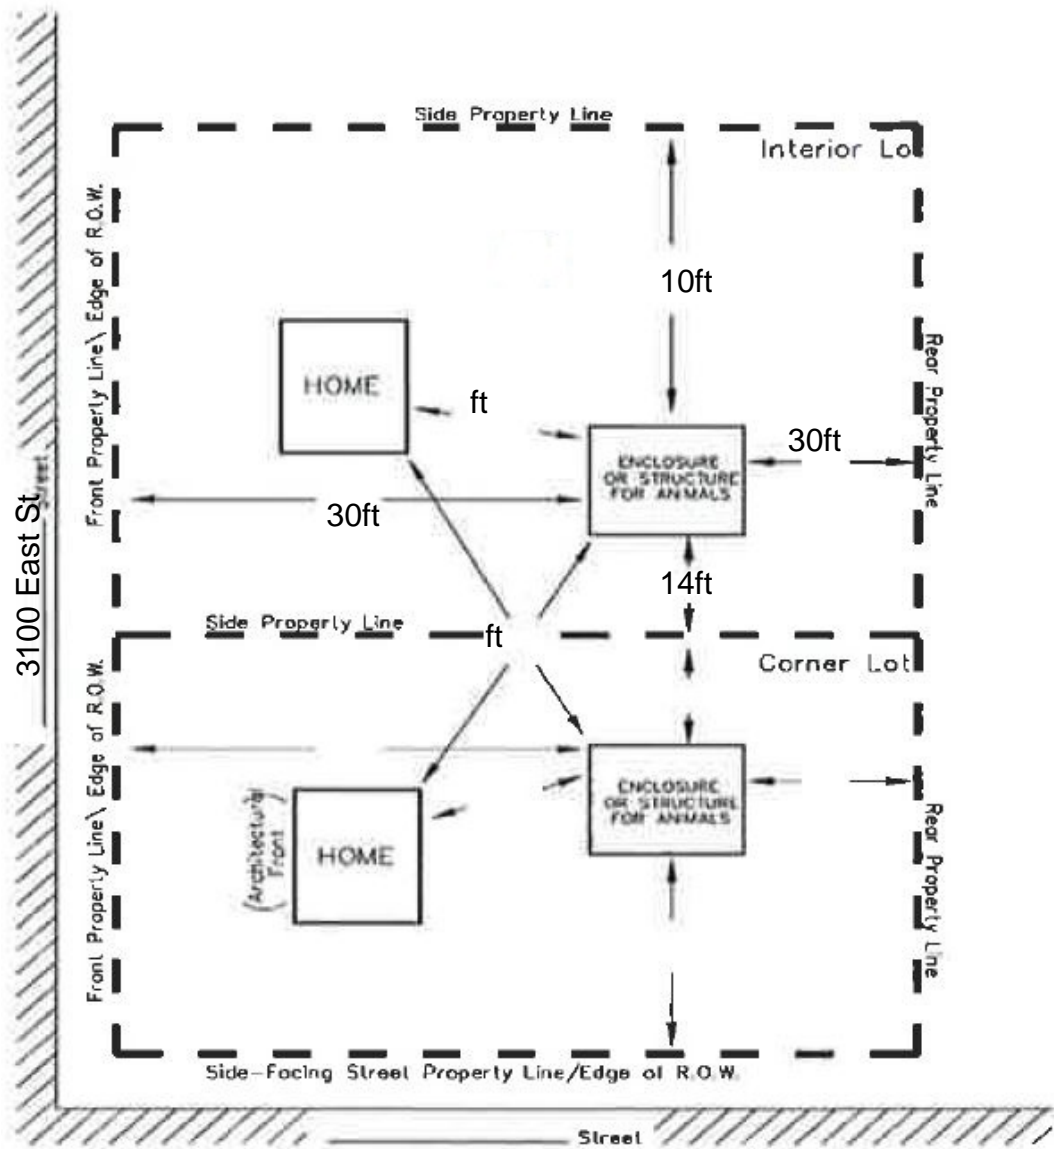 Side Property Line
Interior Lo
Front Property Line\ Edge of R.O.W.
10ft
Rear Property Line
HOME
ft
30ft
ENCLOSURE
OR STRUCTURE
FOR ANIMALS
Street
3100 East St
30ft
14ft
Side Property Line
ft
Corner Lot
Front Property Line\ Edge of R.O.W.
ENCLOSURE
OR STRUCTURE
FOR ANIMALS
(Architectural
Front)
HOME
Rear Property Line
Side-Facing Street Property Line/Edge of R.O.W.
Street